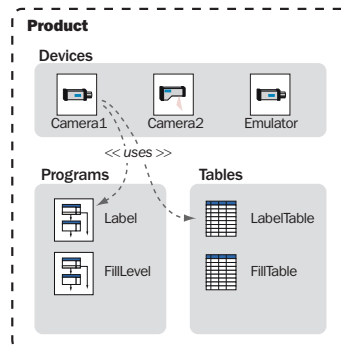 Product
Devices
Camera1
Camera2
Emulator
<< uses >>
Programs
Label
FillLevel
Tables
LabelTable
FillTable